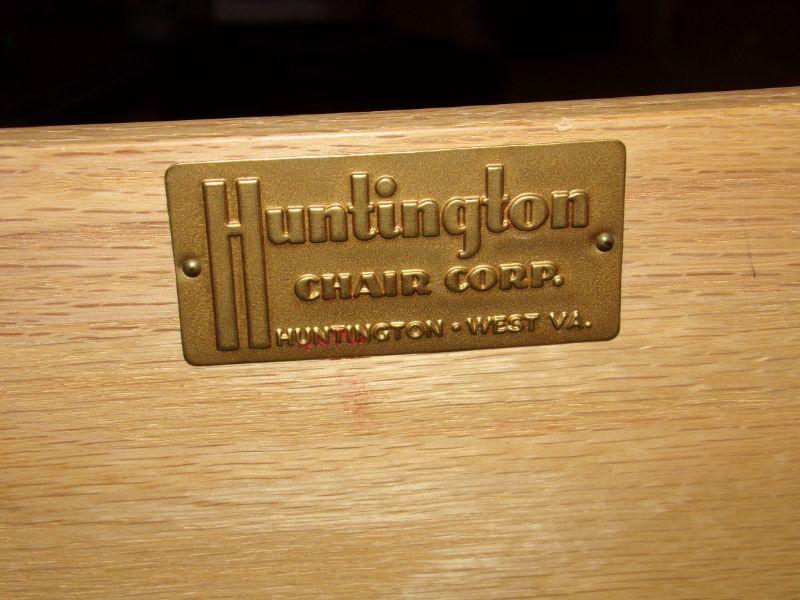 Huntington
CHAIR CORP.
HUNTINGTON • WEST VA.